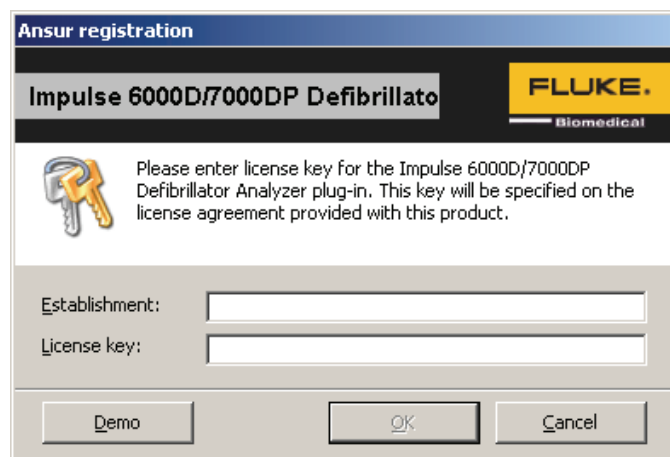 Ansur registration
Impulse 6000D/7000DP Defibrillato
FLUKE.
Biomedical
Please enter license key for the Impulse 6000D/7000DP
Defibrillator Analyzer plug-in. This key will be specified on the
license agreement provided with this product.
Establishment:
License key:
Demo OK Cancel